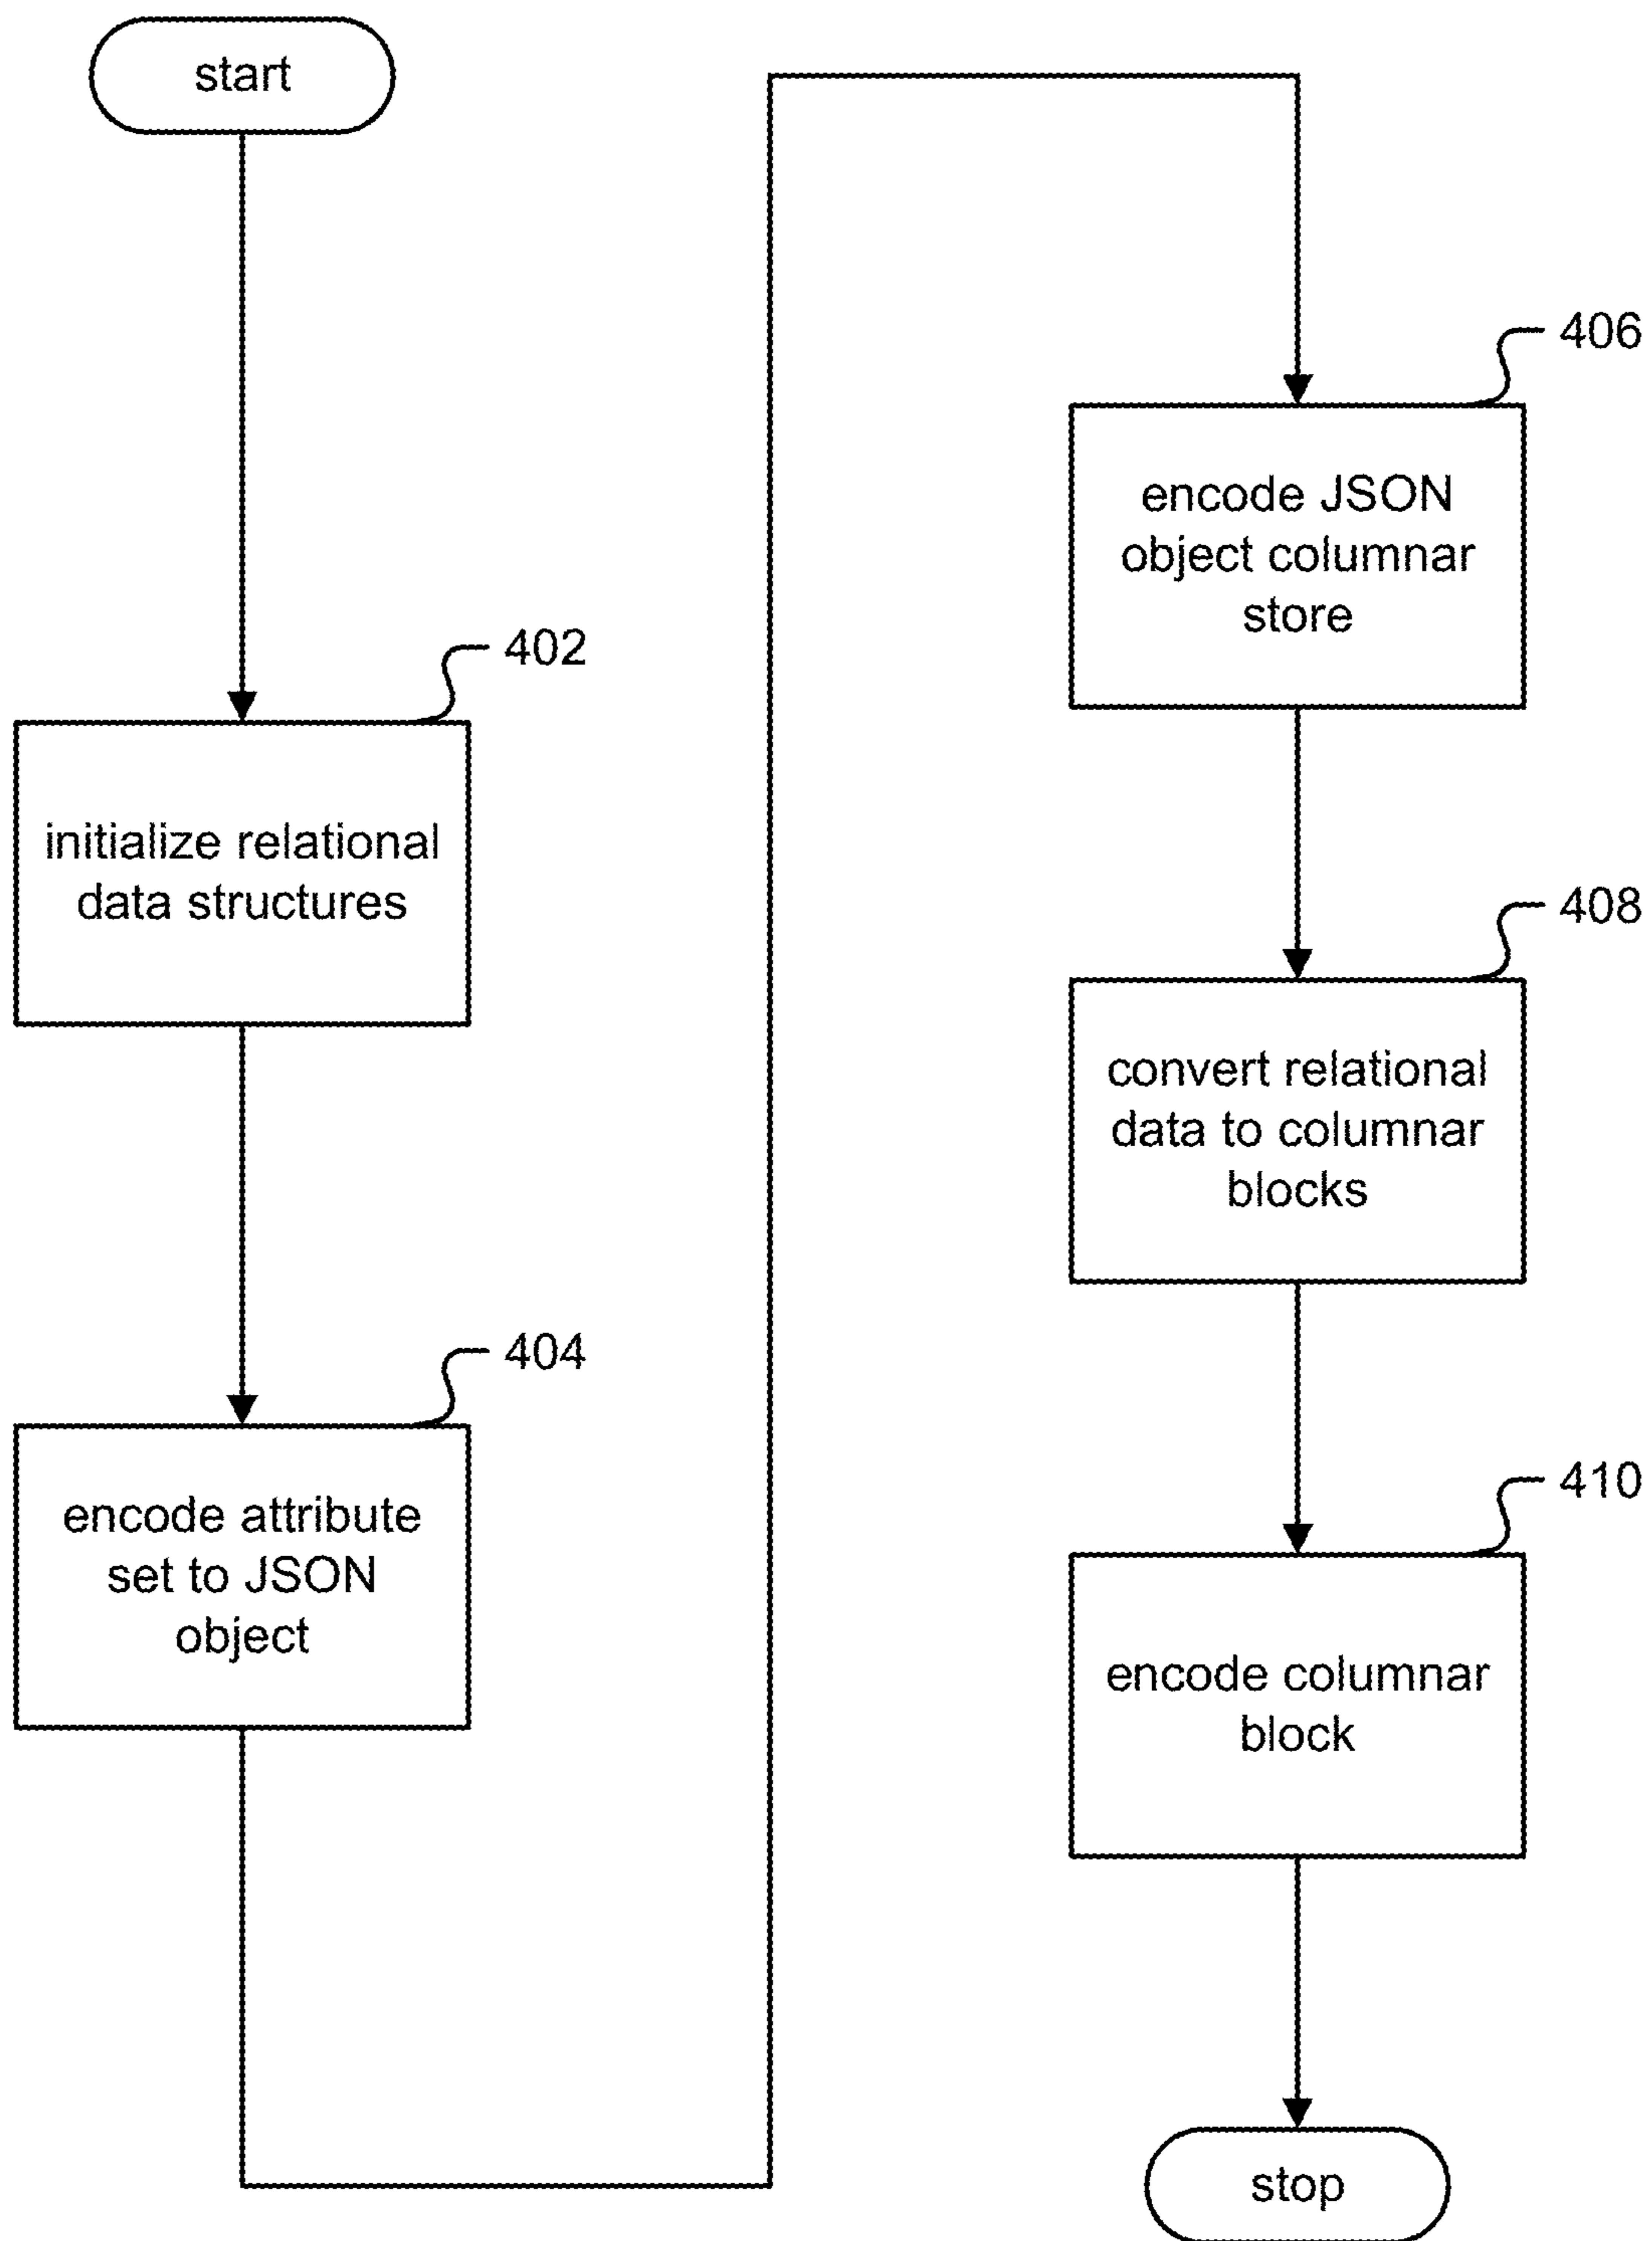 start
402
initialize relational
data structures
404
encode attribute
set to JSON
object
406
encode JSON
object columnar
store
408
convert relational
data to columnar
blocks
410
encode columnar
block
stop